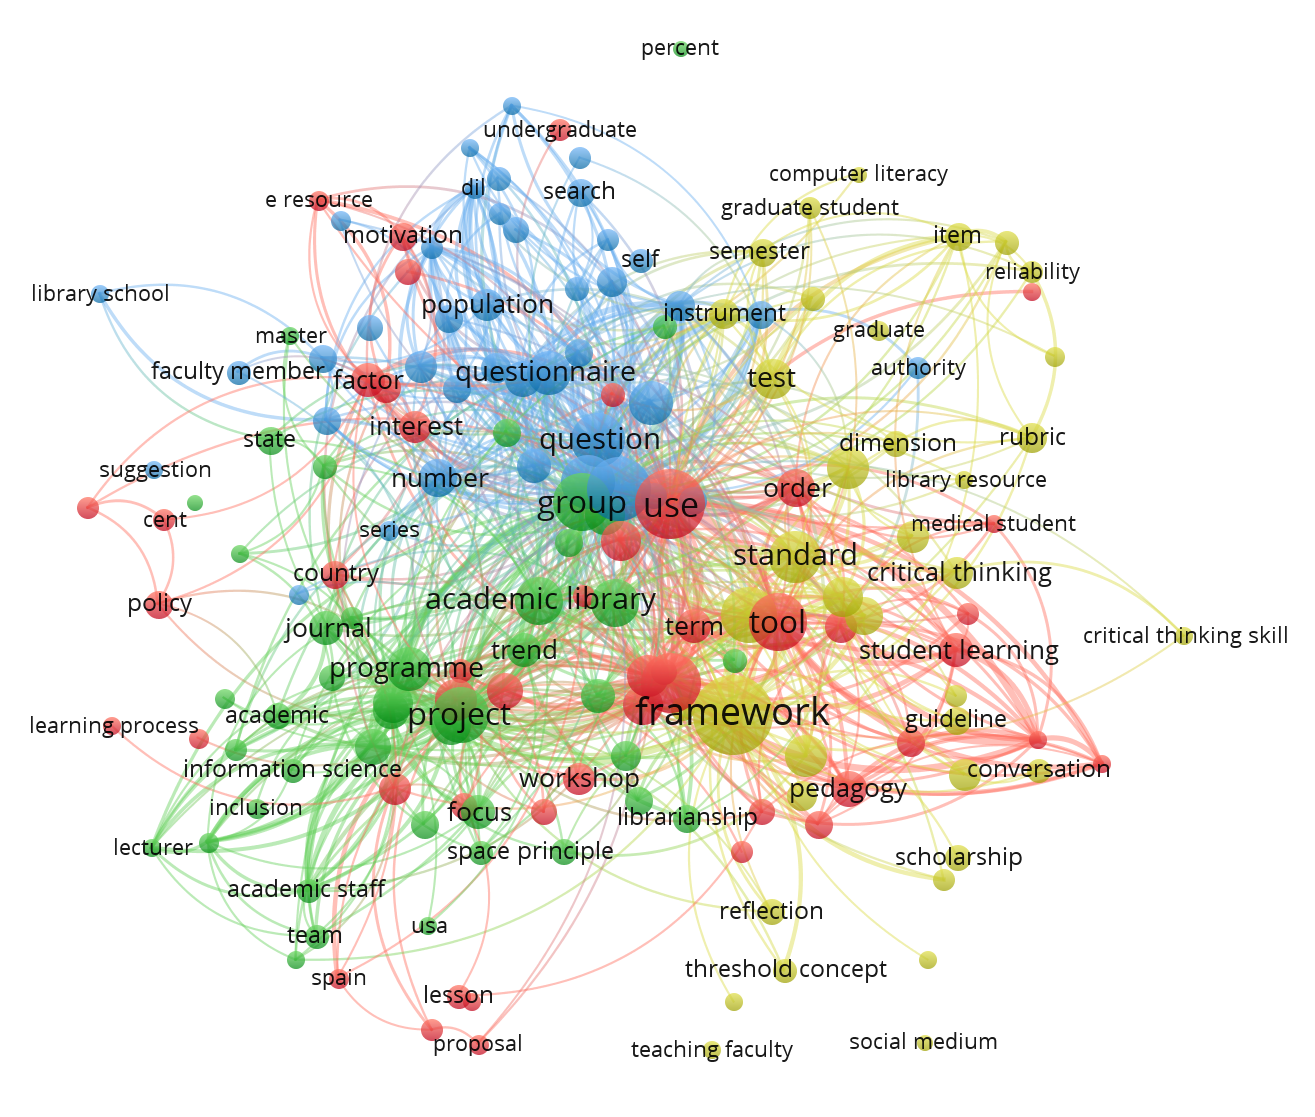 percent
undergraduate
computer literacy
dil
search
e resource
graduate student
motivation
item
semester
self
reliability
library school
population
instrument
master
graduate
faculty member
questionnaire
authority
factor
test
interest
state
question
dimension
rubric
suggestion
number
order
library resource
group
use
cent
series
medical student
standard
country
critical thinking
policy
academic library
journal
term
tool
critical thinking skill
trend
student learning
programme
academic
project
framework
guideline
learning process
information science
workshop
conversation
pedagogy
inclusion
focus
librarianship
lecturer
space principle
scholarship
academic staff
reflection
usa
team
threshold concept
spain
lesson
proposal
teaching faculty
social medium